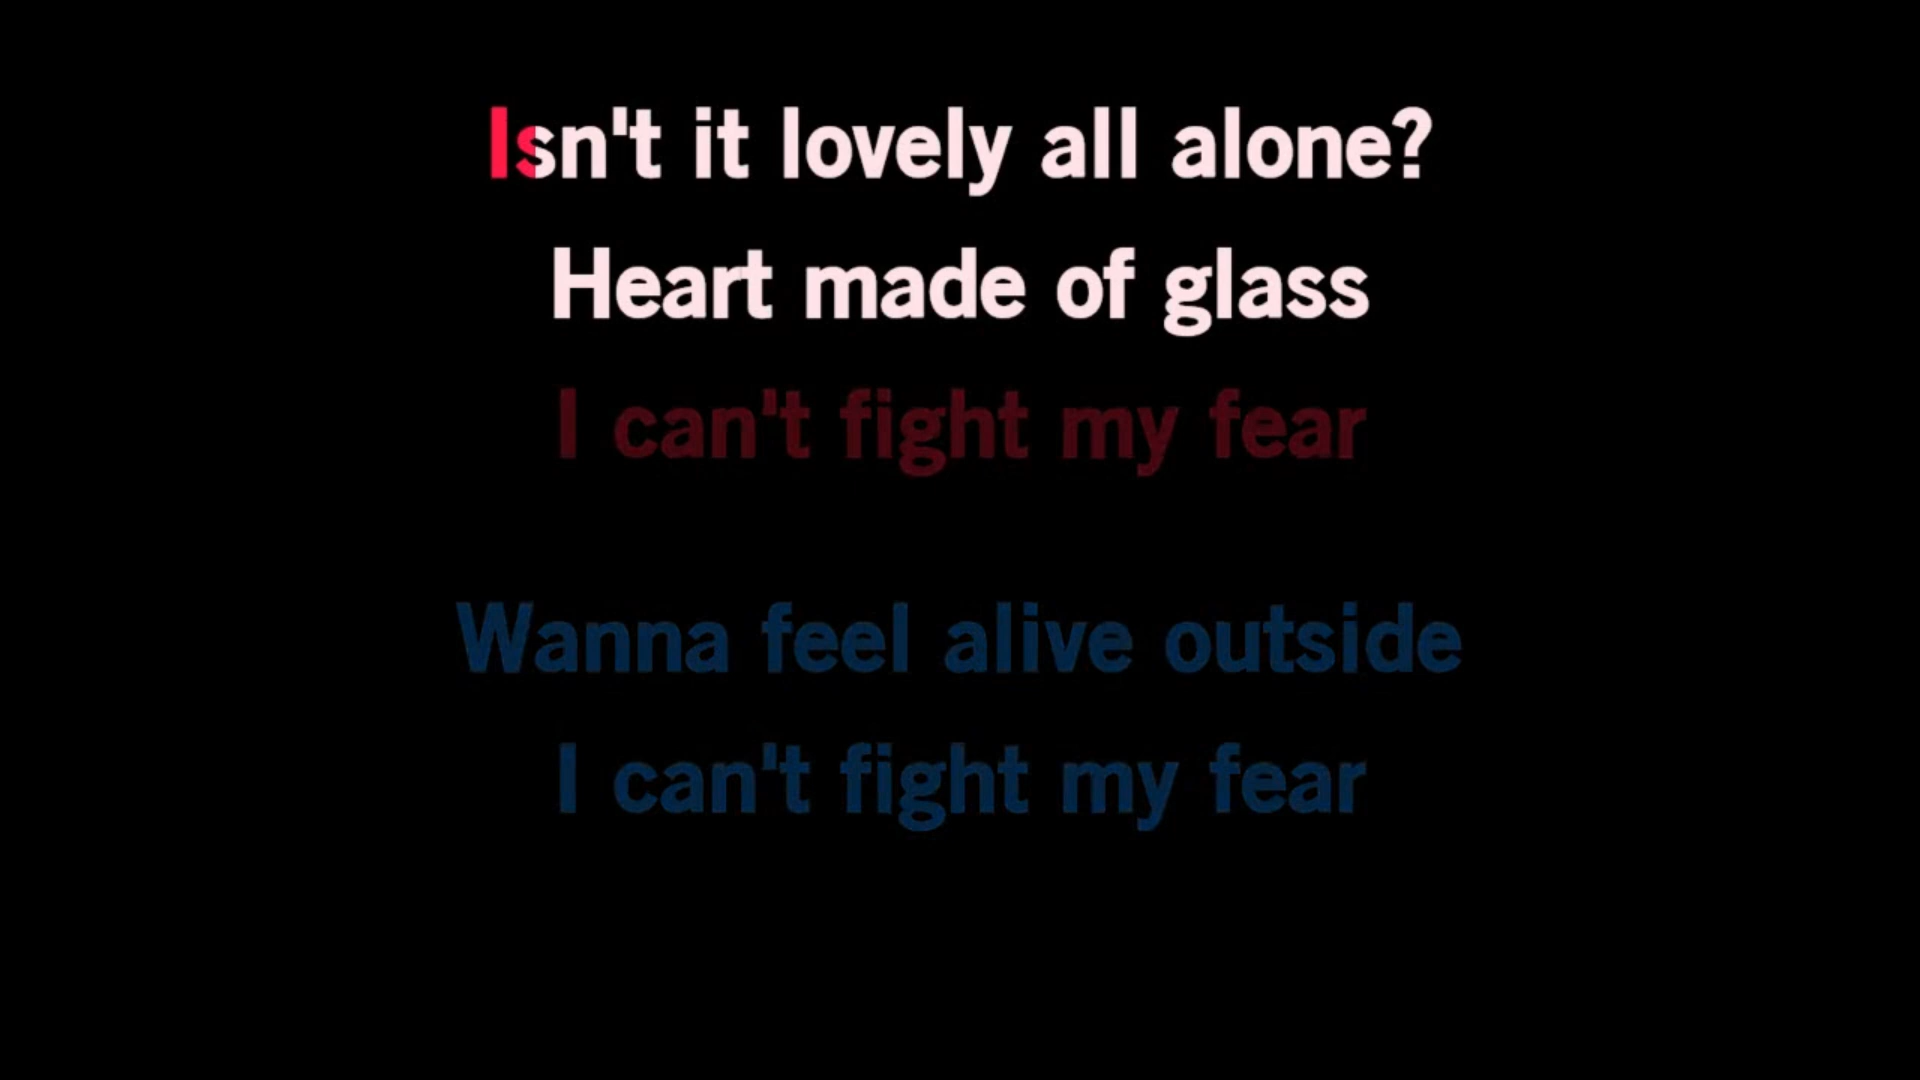 Isn't it lovely all alone?
Heart made of glass
I can't fight my fear
Wanna feel alive outside
I can't fight my fear